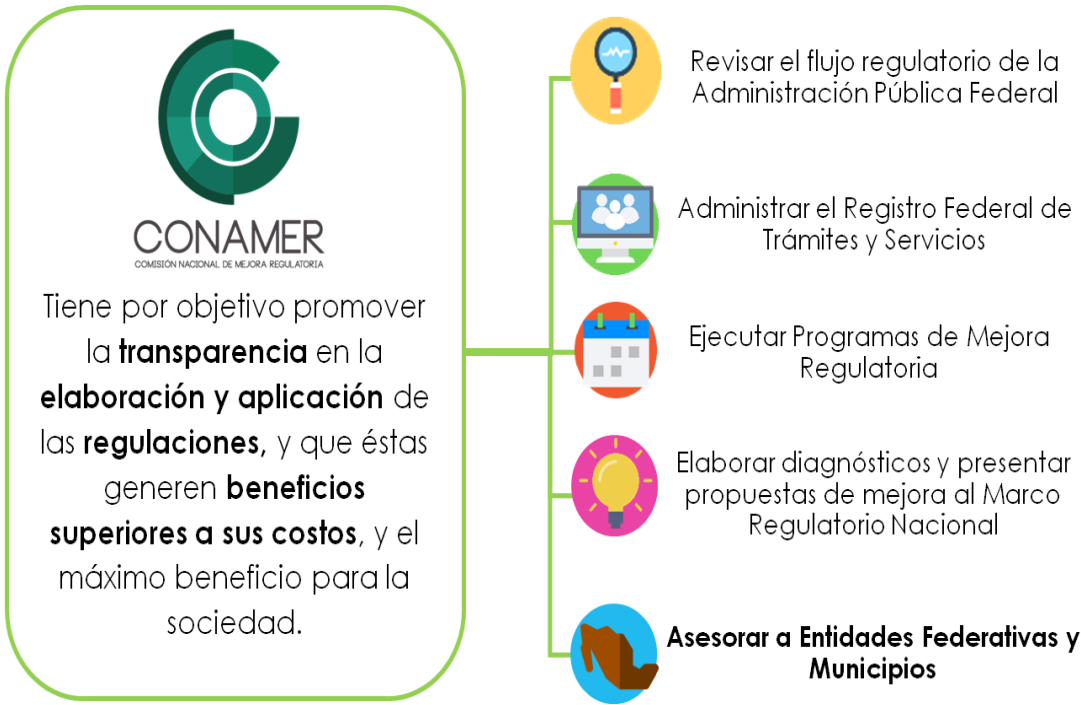 CONAMER
COMISIÓN NACIONAL DE MEJORA REGULATORIA
Tiene por objetivo promover
la transparencia en la
elaboración y aplicación de
las regulaciones, y que éstas
generen beneficios
superiores a sus costos, y el
máximo beneficio para la
sociedad.
Revisar el flujo regulatorio de la
Administración Pública Federal
Administrar el Registro Federal de
Trámites y Servicios
Ejecutar Programas de Mejora
Regulatoria
Elaborar diagnósticos y presentar
propuestas de mejora al Marco
Regulatorio Nacional
Asesorar a Entidades Federativas y
Municipios